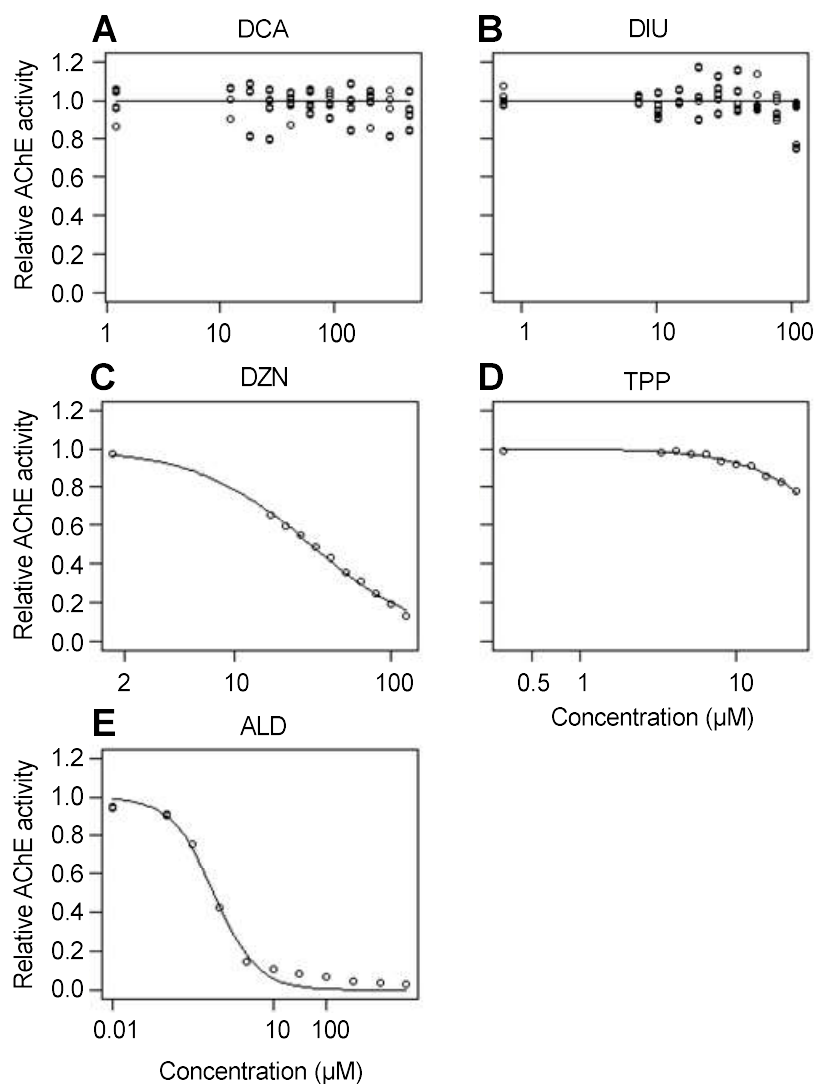 A DCA
Relative AChE activity
1.2
1.0
0.8
0.6
0.4
0.2
0.0
1 10 100
B DIU
1 10 100
C DZN
Relative AChE activity
1.2
1.0
0.8
0.6
0.4
0.2
0.0
2 10 100
D TPP
0.5 1 10
Concentration (µM)
E ALD
Relative AChE activity
1.2
1.0
0.8
0.6
0.4
0.2
0.0
0.01 10 100
Concentration (µM)